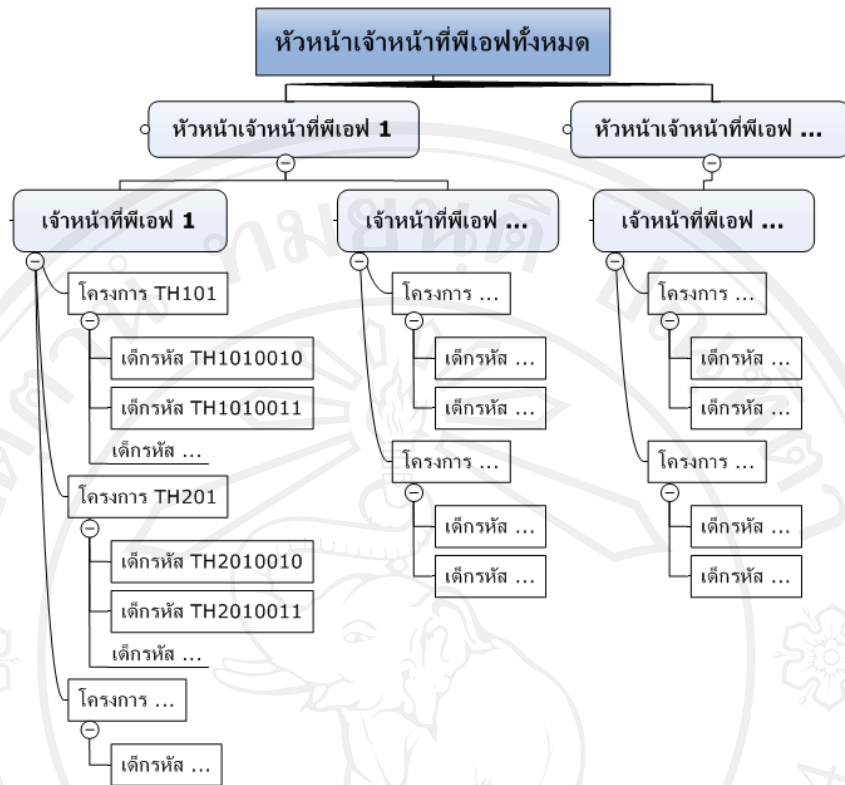 หัวหน้าเจ้าหน้าที่พีเอฟทั้งหมด
หัวหน้าเจ้าหน้าที่พีเอฟ 1
หัวหน้าเจ้าหน้าที่พีเอฟ ...
เจ้าหน้าที่พีเอฟ 1
เจ้าหน้าที่พีเอฟ ...
เจ้าหน้าที่พีเอฟ ...
โครงการ TH101
เด็กรหัส TH1010010
เด็กรหัส TH1010011
เด็กรหัส ...
โครงการ TH201
เด็กรหัส TH2010010
เด็กรหัส TH2010011
เด็กรหัส ...
โครงการ ...
เด็กรหัส ...
โครงการ ...
เด็กรหัส ...
เด็กรหัส ...
โครงการ ...
เด็กรหัส ...
เด็กรหัส ...
โครงการ ...
เด็กรหัส ...
เด็กรหัส ...
โครงการ ...
เด็กรหัส ...
เด็กรหัส ...